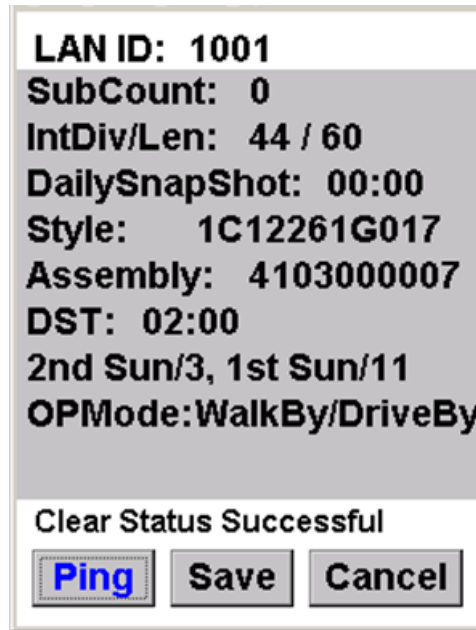 LAN ID: 1001
SubCount: 0
IntDiv/Len: 44 / 60
DailySnapShot: 00:00
Style: 1C12261G017
Assembly: 4103000007
DST: 02:00
2nd Sun/3, 1st Sun/11
OPMode:WalkBy/DriveBy
Clear Status Successful
Ping Save Cancel